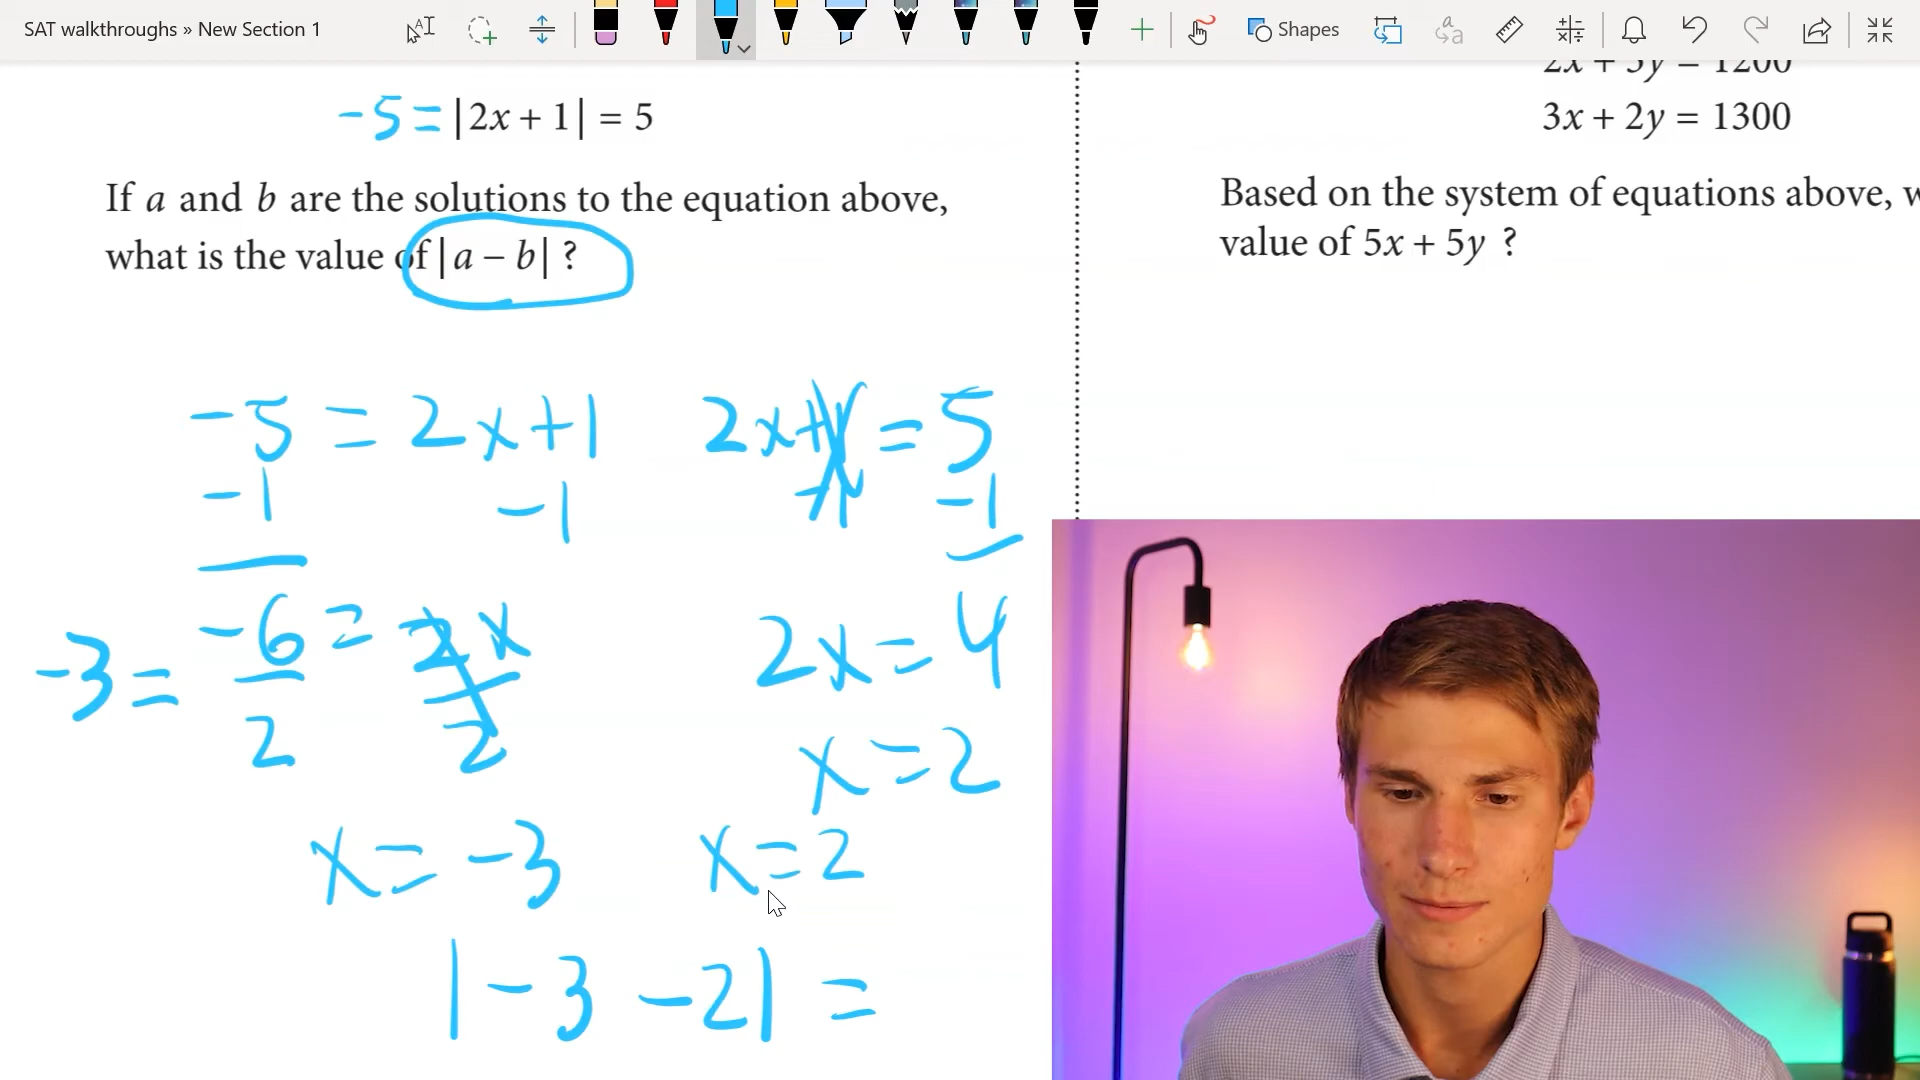 SAT walkthroughs » New Section 1
Shapes
-5 = |2x + 1| = 5
If a and b are the solutions to the equation above,
what is the value of |a − b| ?
-5 = 2x+1
-1 -1
-6 = 2x
-3 =
2 2
x = -3
2x+1 = 5
-1 -1
2x = 4
x = 2
x = 2
|-3 -2| =
2x + 3y = 1200
3x + 2y = 1300
Based on the system of equations above,
value of 5x + 5y ?